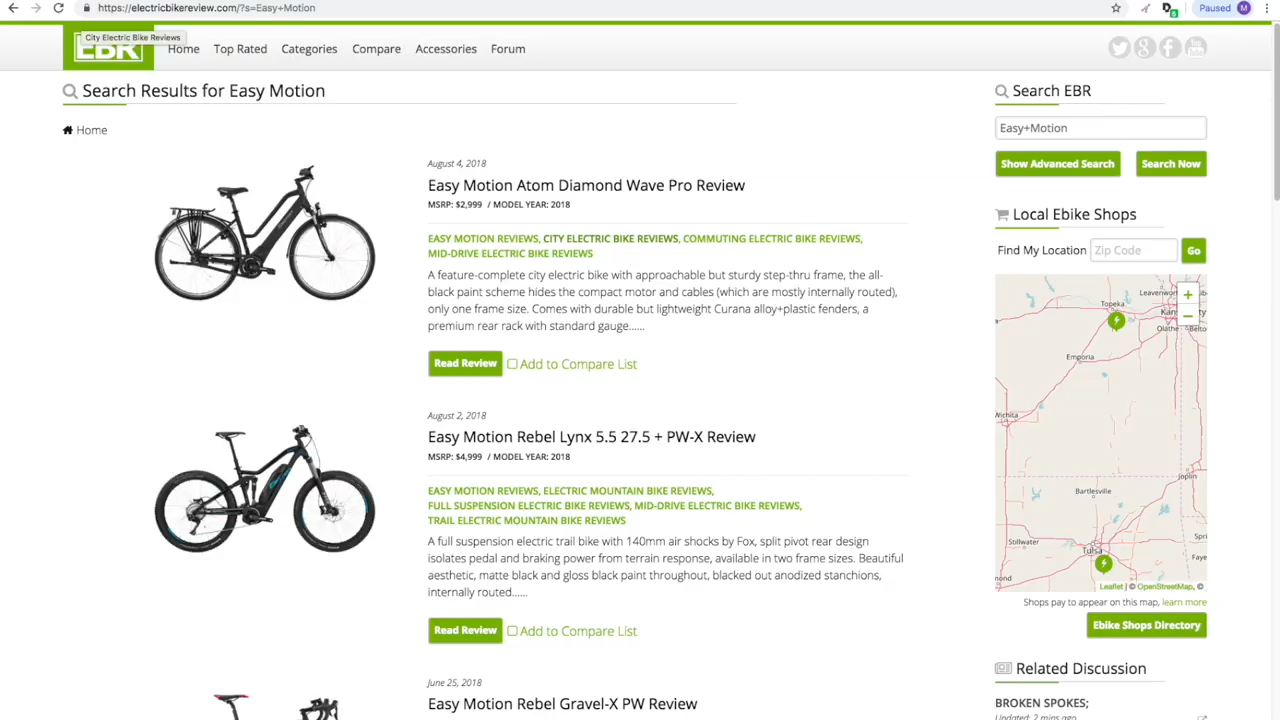 https://electricbikereview.com/?s=Easy+Motion
Paused
M
City Electric Bike Reviews
EBR
Home
Top Rated
Categories
Compare
Accessories
Forum
Search Results for Easy Motion
Home
August 4, 2018
Easy Motion Atom Diamond Wave Pro Review
MSRP: $2,999 / MODEL YEAR: 2018
EASY MOTION REVIEWS, CITY ELECTRIC BIKE REVIEWS, COMMUTING ELECTRIC BIKE REVIEWS,
MID-DRIVE ELECTRIC BIKE REVIEWS
A feature-complete city electric bike with approachable but sturdy step-thru frame, the all-
black paint scheme hides the compact motor and cables (which are mostly internally routed),
only one frame size. Comes with durable but lightweight Curana alloy+plastic fenders, a
premium rear rack with standard gauge......
Read Review
Add to Compare List
August 2, 2018
Easy Motion Rebel Lynx 5.5 27.5 + PW-X Review
MSRP: $4,999 / MODEL YEAR: 2018
EASY MOTION REVIEWS, ELECTRIC MOUNTAIN BIKE REVIEWS,
FULL SUSPENSION ELECTRIC BIKE REVIEWS, MID-DRIVE ELECTRIC BIKE REVIEWS,
TRAIL ELECTRIC MOUNTAIN BIKE REVIEWS
A full suspension electric trail bike with 140mm air shocks by Fox, split pivot rear design
isolates pedal and braking power from terrain response, available in two frame sizes. Beautiful
aesthetic, matte black and gloss black paint throughout, blacked out anodized stanchions,
internally routed......
Read Review
Add to Compare List
June 25, 2018
Easy Motion Rebel Gravel-X PW Review
Search EBR
Easy+Motion
Show Advanced Search
Search Now
Local Ebike Shops
Find My Location
Zip Code
Go
+
−
Leavenwor
Topeka
Kans
Olathe
Belto
Emporia
Wichita
Joplin
Bartlesville
Stillwater
Spri
Tulsa
Faye
mond
Leaflet | © OpenStreetMap, ©
Shops pay to appear on this map, learn more
Ebike Shops Directory
Related Discussion
BROKEN SPOKES;
Updated: 2 mins ago